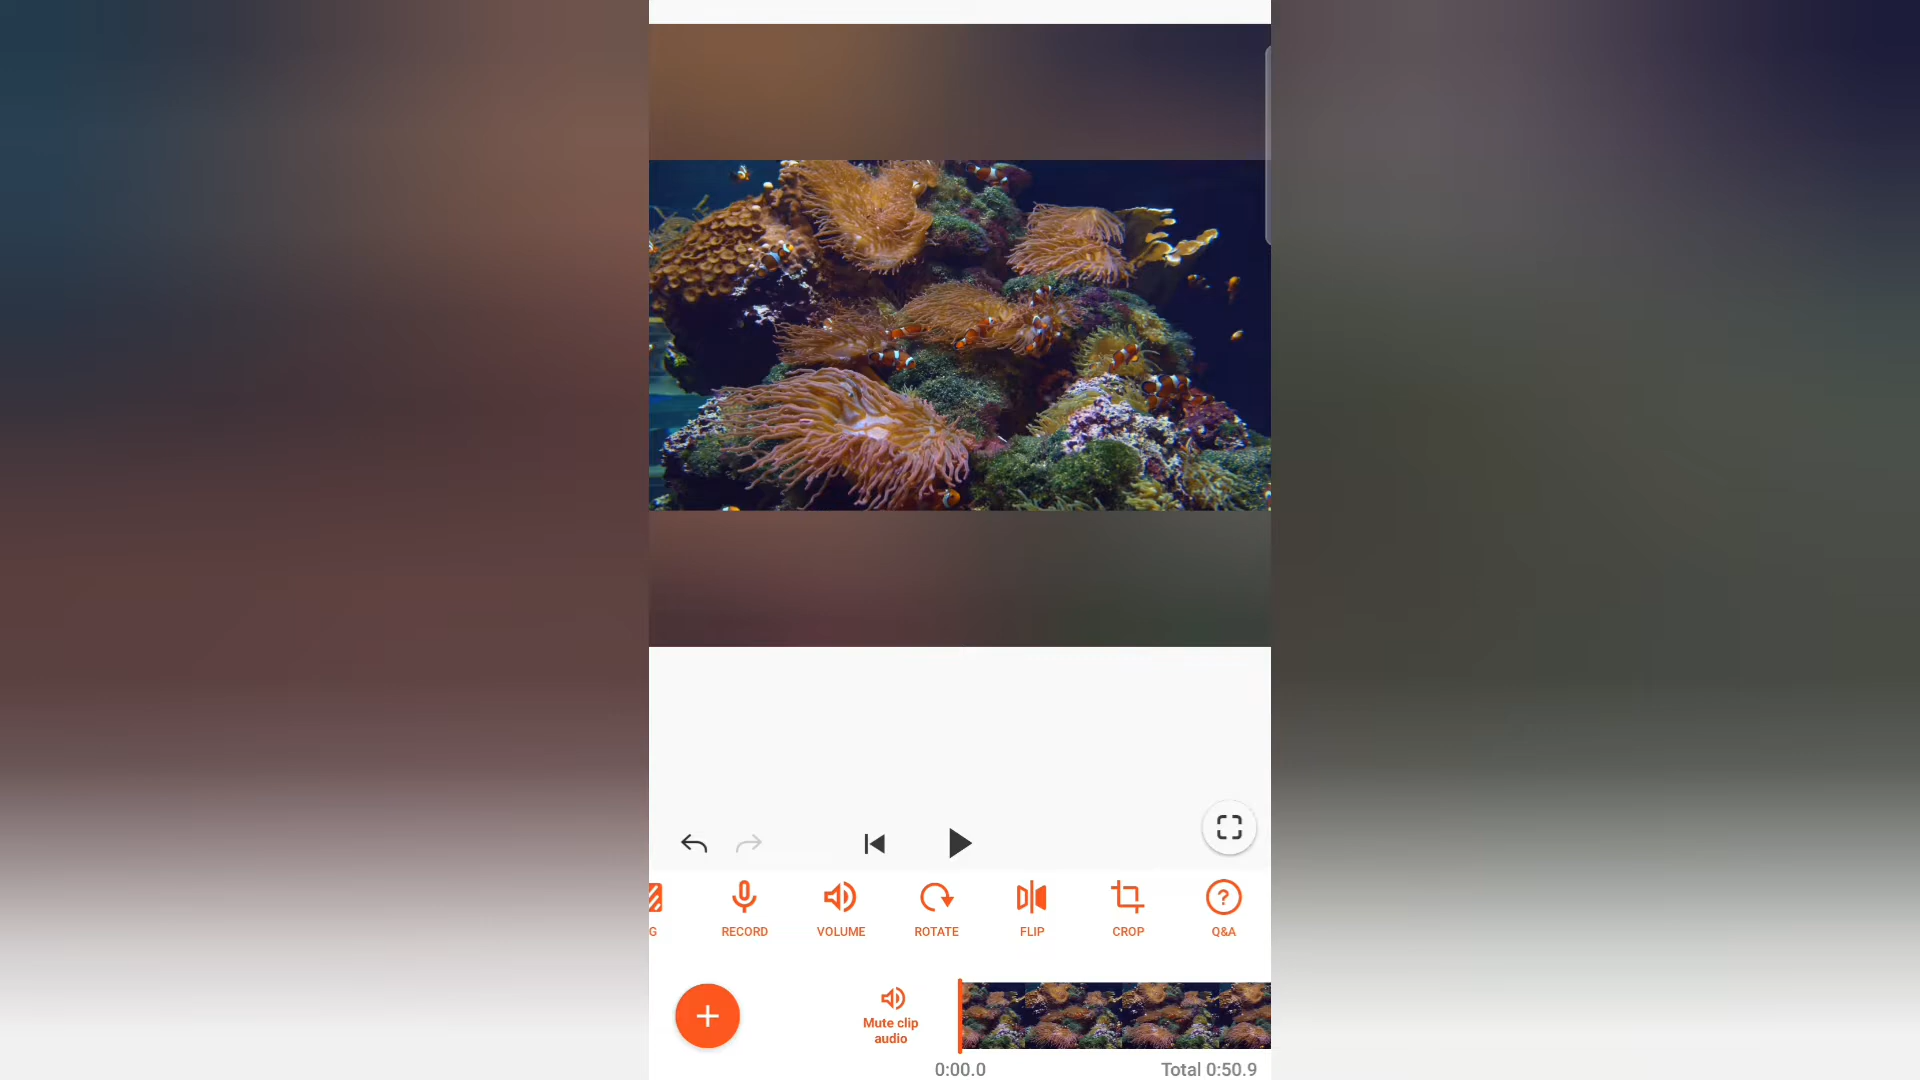 G
RECORD
VOLUME
ROTATE
FLIP
CROP
?
Q&A
Mute clip
audio
0:00.0
Total 0:50.9